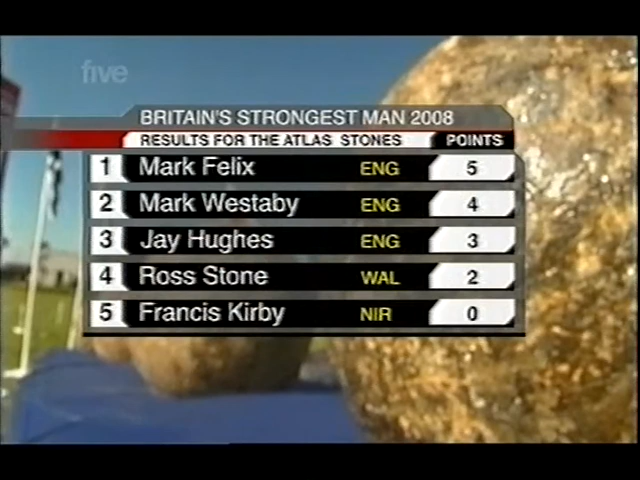 five
BRITAIN'S STRONGEST MAN 2008
RESULTS FOR THE ATLAS STONES POINTS
1 Mark Felix ENG 5
2 Mark Westaby ENG 4
3 Jay Hughes ENG 3
4 Ross Stone WAL 2
5 Francis Kirby NIR 0